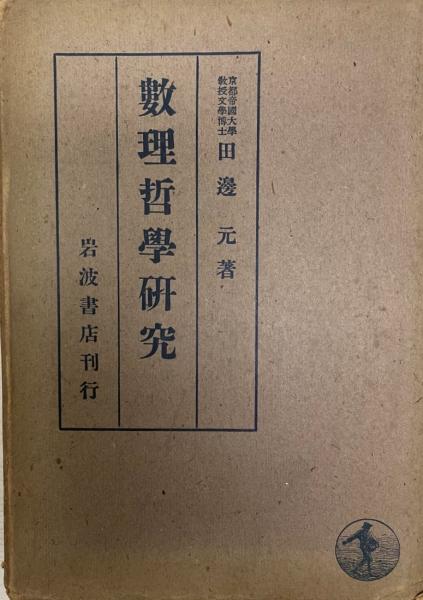 京都帝國大學
教授文學博士
田邊元著
數理哲學研究
岩波書店刊行